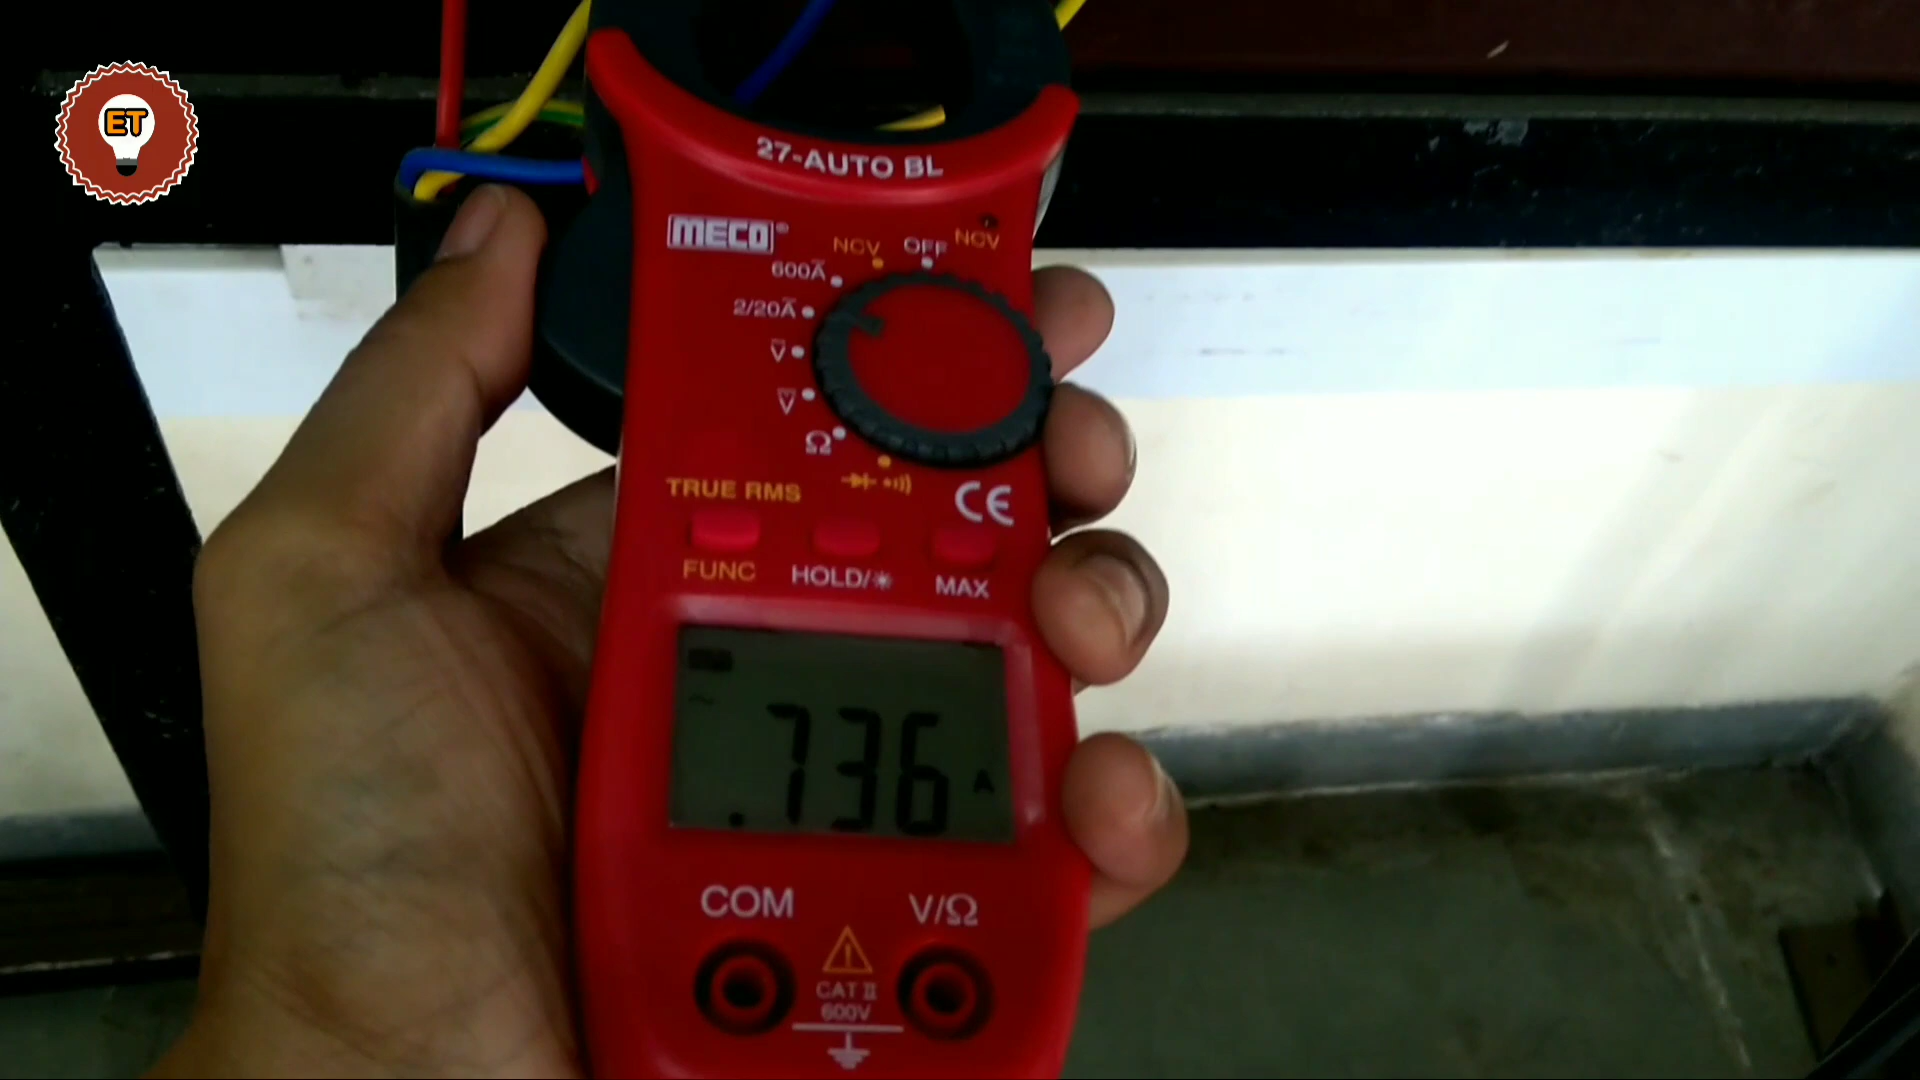 ET
27-AUTO BL
MECO®
NCV
OFF
NCV
600A
2/20A
V
V
Ω
TRUE RMS
CE
FUNC
HOLD/☀
MAX
~
.736 A
COM
V/Ω
CAT II
600V